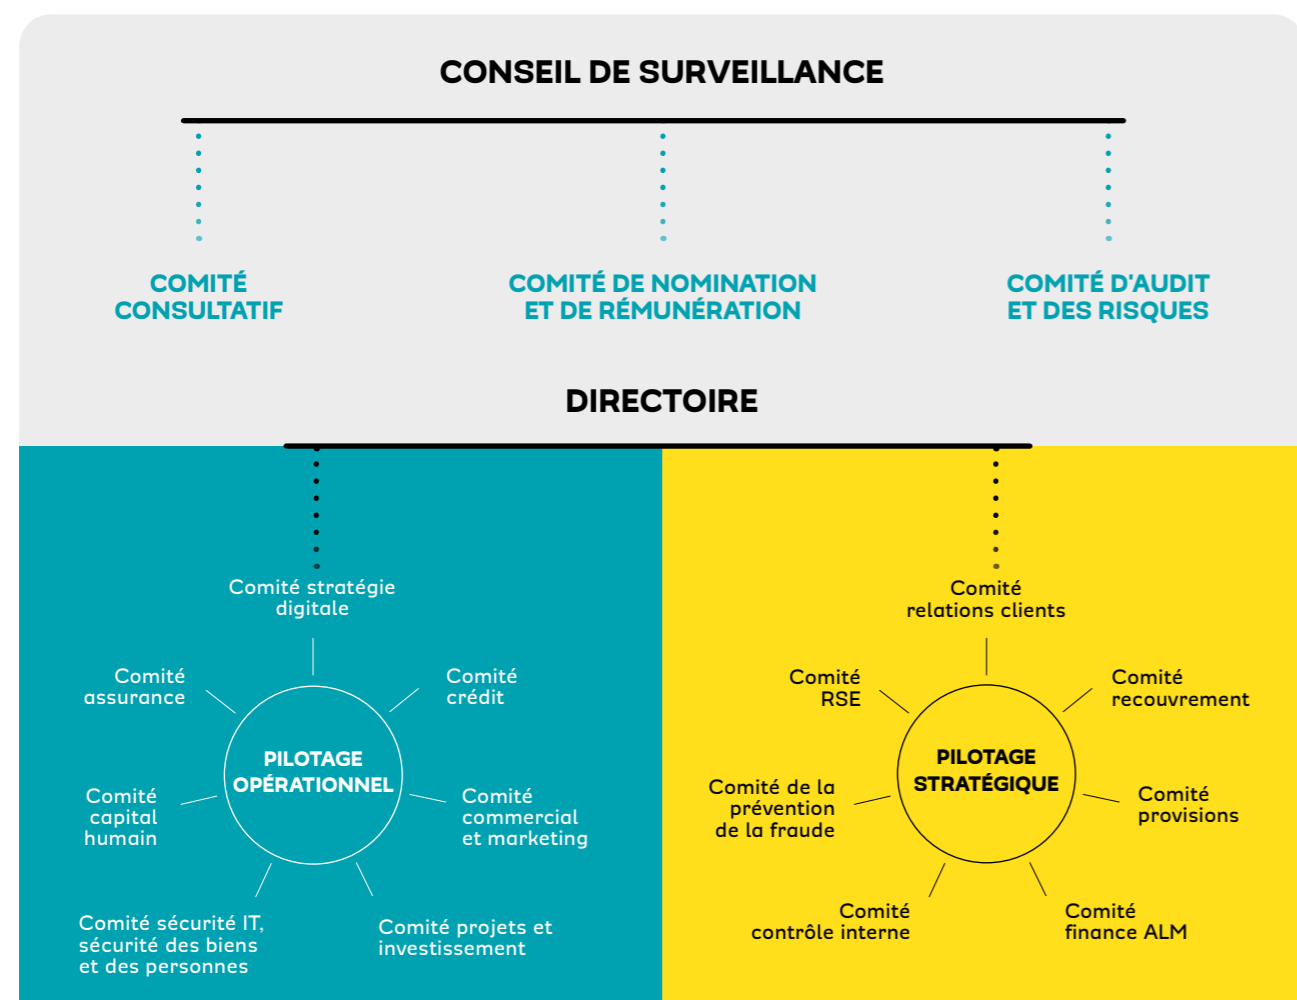 CONSEIL DE SURVEILLANCE
COMITÉ
CONSULTATIF
COMITÉ DE NOMINATION
ET DE RÉMUNÉRATION
COMITÉ D'AUDIT
ET DES RISQUES
DIRECTOIRE
Comité stratégie
digitale
Comité
assurance
Comité
crédit
PILOTAGE
OPÉRATIONNEL
Comité
capital
humain
Comité
commercial
et marketing
Comité sécurité IT,
sécurité des biens
et des personnes
Comité projets et
investissement
Comité
relations clients
Comité
RSE
Comité
recouvrement
PILOTAGE
STRATÉGIQUE
Comité de la
prévention
de la fraude
Comité
provisions
Comité
contrôle interne
Comité
finance ALM